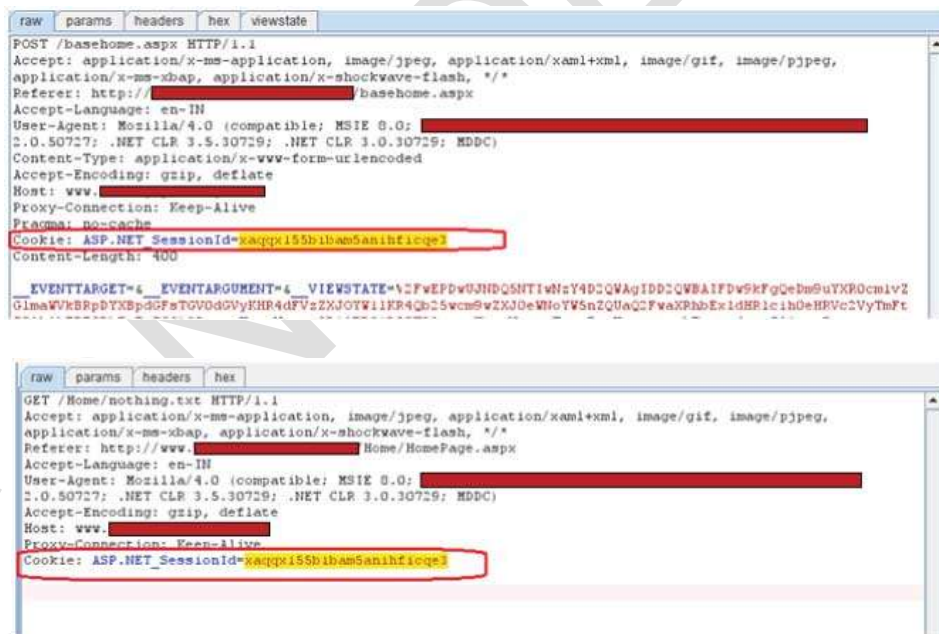 raw params headers hex viewstate
POST /basehome.aspx HTTP/1.1
Accept: application/x-ms-application, image/jpeg, application/xaml+xml, image/gif, image/pjpeg,
application/x-ms-xbap, application/x-shockwave-flash, */*
Referer: http:// /basehome.aspx
Accept-Language: en-IN
User-Agent: Mozilla/4.0 (compatible; MSIE 8.0;
2.0.50727; .NET CLR 3.5.30729; .NET CLR 3.0.30729; MDDC)
Content-Type: application/x-www-form-urlencoded
Accept-Encoding: gzip, deflate
Host: www.
Proxy-Connection: Keep-Alive
Pragma: no-cache
Cookie: ASP.NET_SessionId=xaqqxi55bibam5anihficqe3
Content-Length: 400
__EVENTTARGET=&__EVENTARGUMENT=&__VIEWSTATE=
raw params headers hex
GET /Home/nothing.txt HTTP/1.1
Accept: application/x-ms-application, image/jpeg, application/xaml+xml, image/gif, image/pjpeg,
application/x-ms-xbap, application/x-shockwave-flash, */*
Referer: http://www. Home/HomePage.aspx
Accept-Language: en-IN
User-Agent: Mozilla/4.0 (compatible; MSIE 8.0;
2.0.50727; .NET CLR 3.5.30729; .NET CLR 3.0.30729; MDDC)
Accept-Encoding: gzip, deflate
Host: www.
Proxy-Connection: Keep-Alive
Cookie: ASP.NET_SessionId=xaqqxi55bibam5anihficqe3